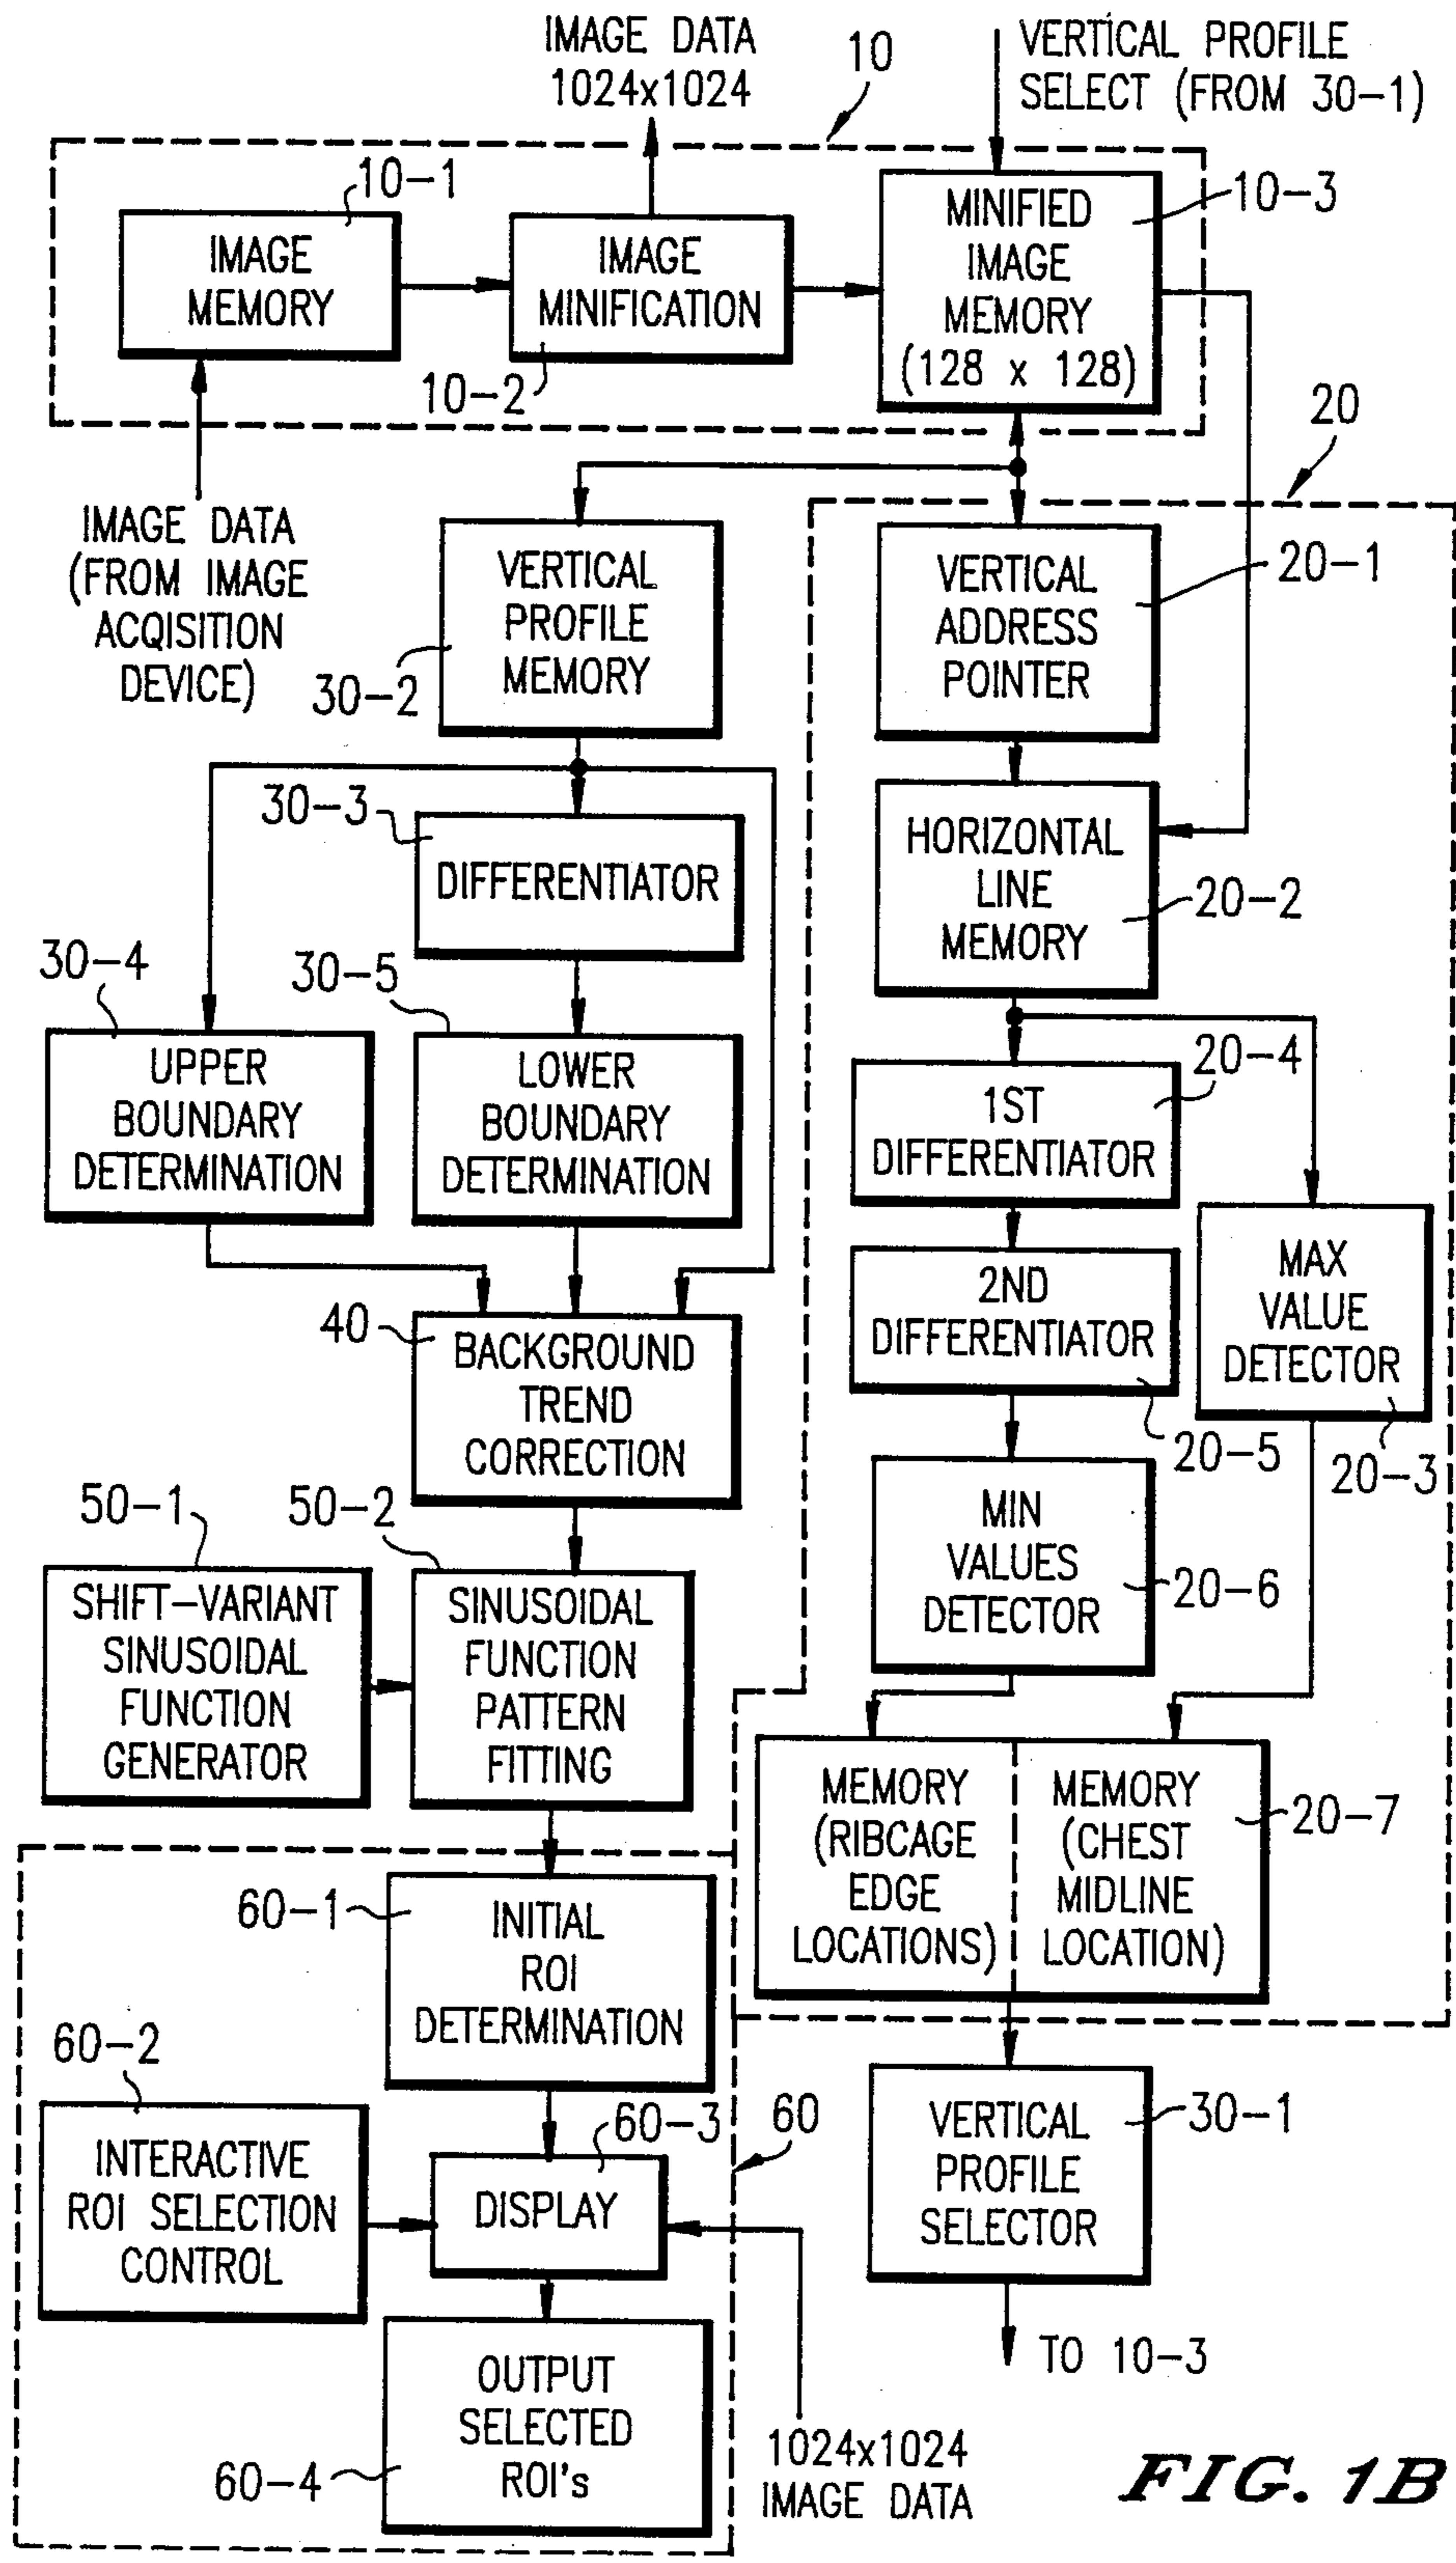 IMAGE DATA
1024x1024
10
VERTICAL PROFILE
SELECT (FROM 30-1)
10-1
IMAGE
MEMORY
IMAGE
MINIFICATION
10-2
MINIFIED
IMAGE
MEMORY
(128 x 128)
10-3
20
IMAGE DATA
(FROM IMAGE
ACQISITION
DEVICE)
VERTICAL
PROFILE
MEMORY
30-2
VERTICAL
ADDRESS
POINTER
20-1
30-3
DIFFERENTIATOR
HORIZONTAL
LINE
MEMORY
20-2
30-4
UPPER
BOUNDARY
DETERMINATION
30-5
LOWER
BOUNDARY
DETERMINATION
20-4
1ST
DIFFERENTIATOR
2ND
DIFFERENTIATOR
20-5
MAX
VALUE
DETECTOR
20-3
40
BACKGROUND
TREND
CORRECTION
MIN
VALUES
DETECTOR
20-6
50-1
SHIFT-VARIANT
SINUSOIDAL
FUNCTION
GENERATOR
50-2
SINUSOIDAL
FUNCTION
PATTERN
FITTING
MEMORY
(RIBCAGE
EDGE
LOCATIONS)
MEMORY
(CHEST
MIDLINE
LOCATION)
20-7
60-1
INITIAL
ROI
DETERMINATION
60-2
INTERACTIVE
ROI SELECTION
CONTROL
60-3
DISPLAY
60
VERTICAL
PROFILE
SELECTOR
30-1
TO 10-3
OUTPUT
SELECTED
ROI's
60-4
1024x1024
IMAGE DATA
FIG. 1B